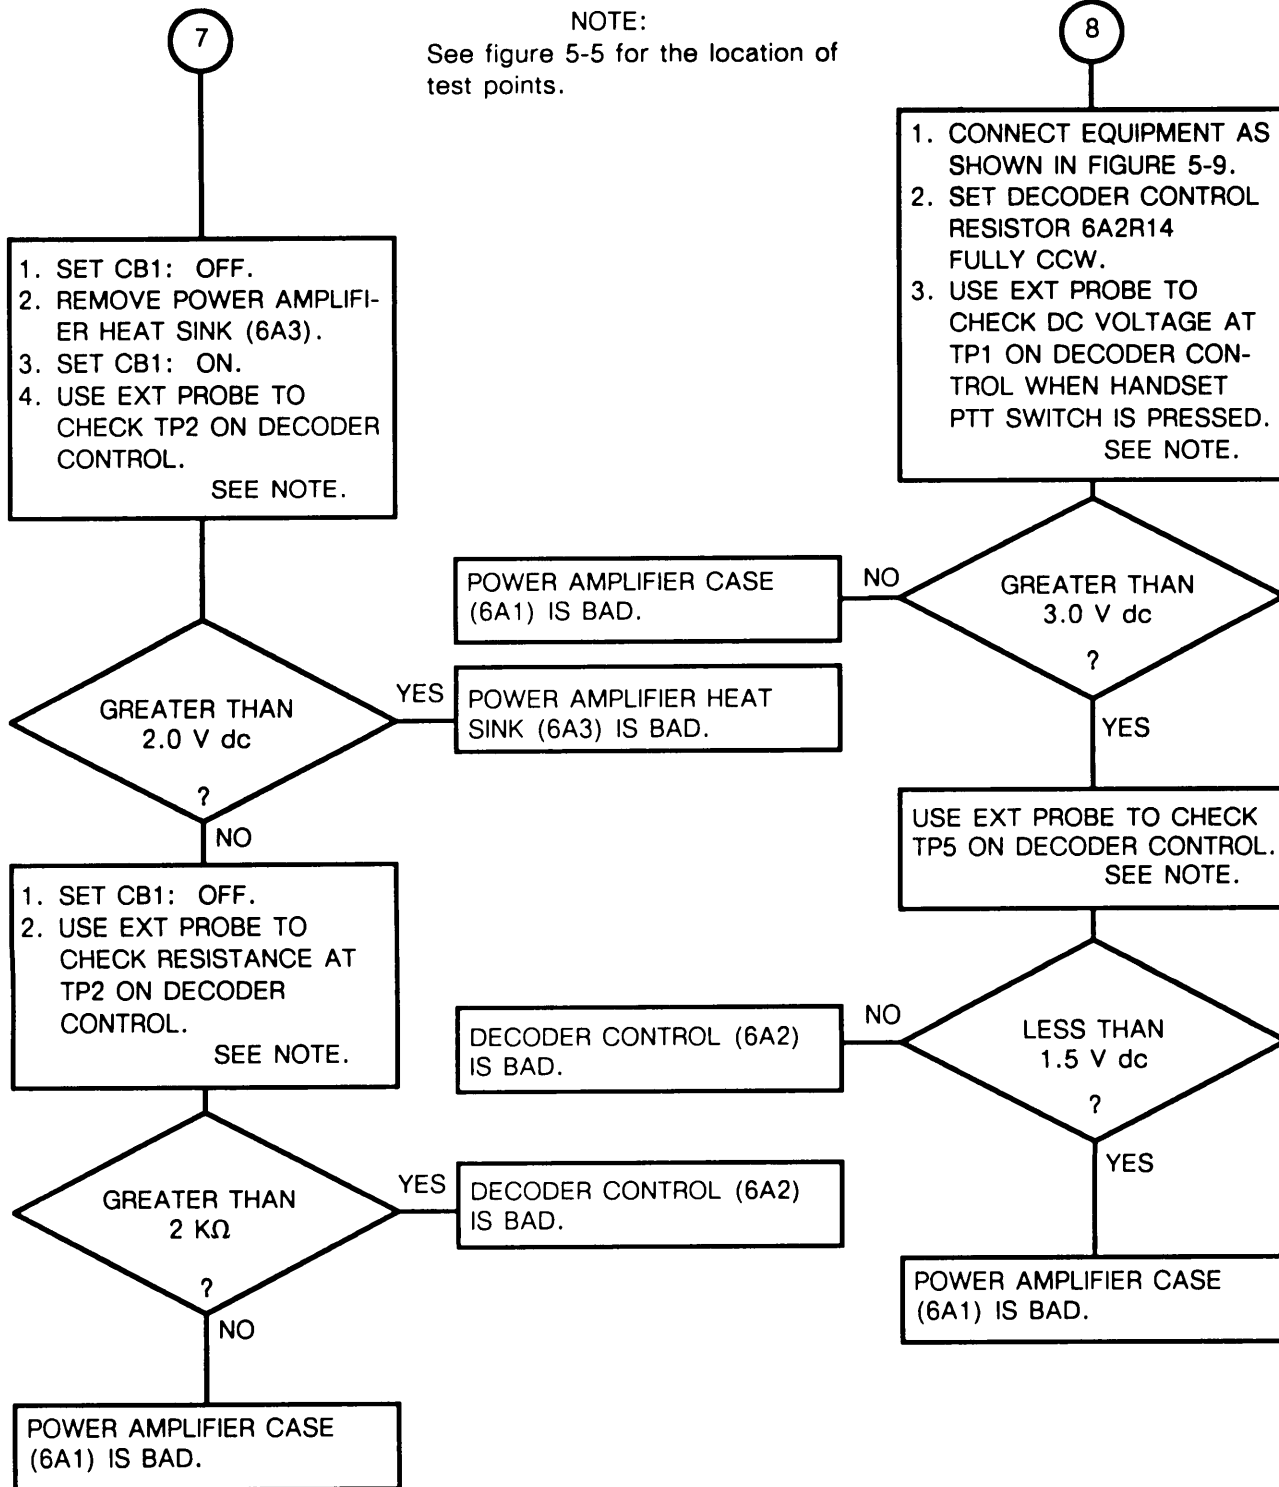 7
NOTE:
See figure 5-5 for the location of
test points.
8
1. SET CB1: OFF.
2. REMOVE POWER AMPLIFI-
ER HEAT SINK (6A3).
3. SET CB1: ON.
4. USE EXT PROBE TO
CHECK TP2 ON DECODER
CONTROL.
SEE NOTE.
GREATER THAN
2.0 V dc
?
YES
POWER AMPLIFIER HEAT
SINK (6A3) IS BAD.
NO
1. SET CB1: OFF.
2. USE EXT PROBE TO
CHECK RESISTANCE AT
TP2 ON DECODER
CONTROL.
SEE NOTE.
GREATER THAN
2 KΩ
?
YES
DECODER CONTROL (6A2)
IS BAD.
NO
POWER AMPLIFIER CASE
(6A1) IS BAD.
1. CONNECT EQUIPMENT AS
SHOWN IN FIGURE 5-9.
2. SET DECODER CONTROL
RESISTOR 6A2R14
FULLY CCW.
3. USE EXT PROBE TO
CHECK DC VOLTAGE AT
TP1 ON DECODER CON-
TROL WHEN HANDSET
PTT SWITCH IS PRESSED.
SEE NOTE.
GREATER THAN
3.0 V dc
?
NO
POWER AMPLIFIER CASE
(6A1) IS BAD.
YES
USE EXT PROBE TO CHECK
TP5 ON DECODER CONTROL.
SEE NOTE.
LESS THAN
1.5 V dc
?
NO
DECODER CONTROL (6A2)
IS BAD.
YES
POWER AMPLIFIER CASE
(6A1) IS BAD.